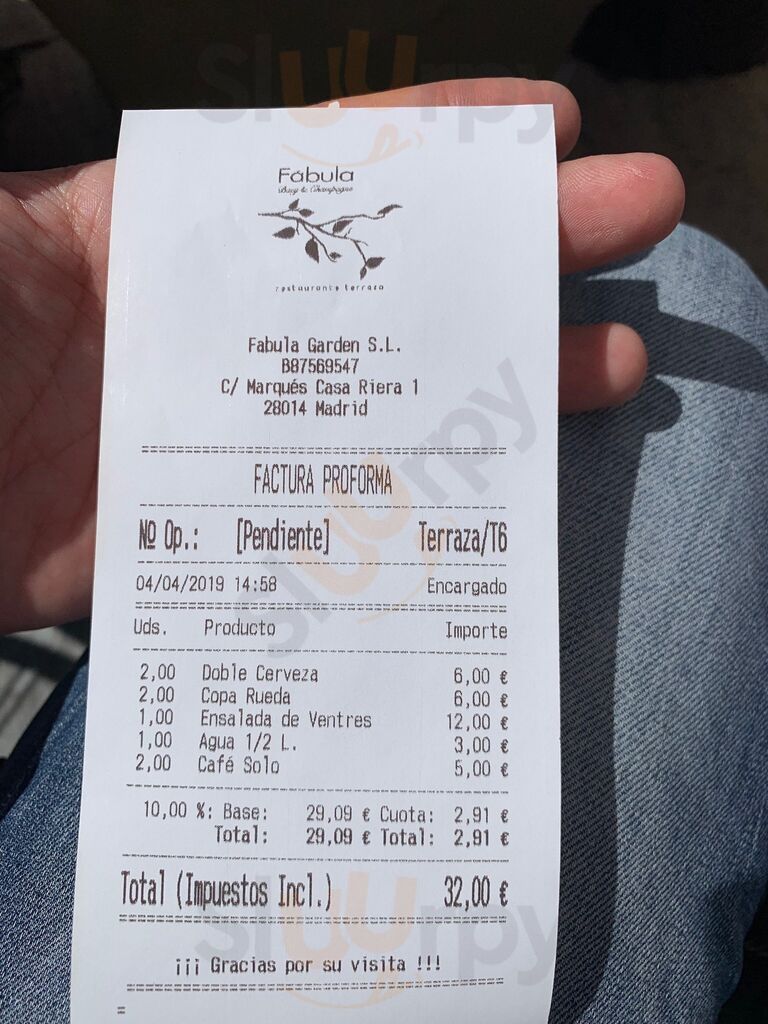 sluurpy
Fábula
restaurante terraza
Fabula Garden S.L.
B87569547
C/ Marqués Casa Riera 1
28014 Madrid
FACTURA PROFORMA
Nº Op.: [Pendiente] Terraza/T6
04/04/2019 14:58 Encargado
Uds. Producto Importe
2,00 Doble Cerveza 6,00 €
2,00 Copa Rueda 6,00 €
1,00 Ensalada de Ventres 12,00 €
1,00 Agua 1/2 L. 3,00 €
2,00 Café Solo 5,00 €
10,00 %: Base: 29,09 € Cuota: 2,91 €
Total: 29,09 € Total: 2,91 €
Total (Impuestos Incl.) 32,00 €
¡¡¡ Gracias por su visita !!!
sluurpy
sluurpy